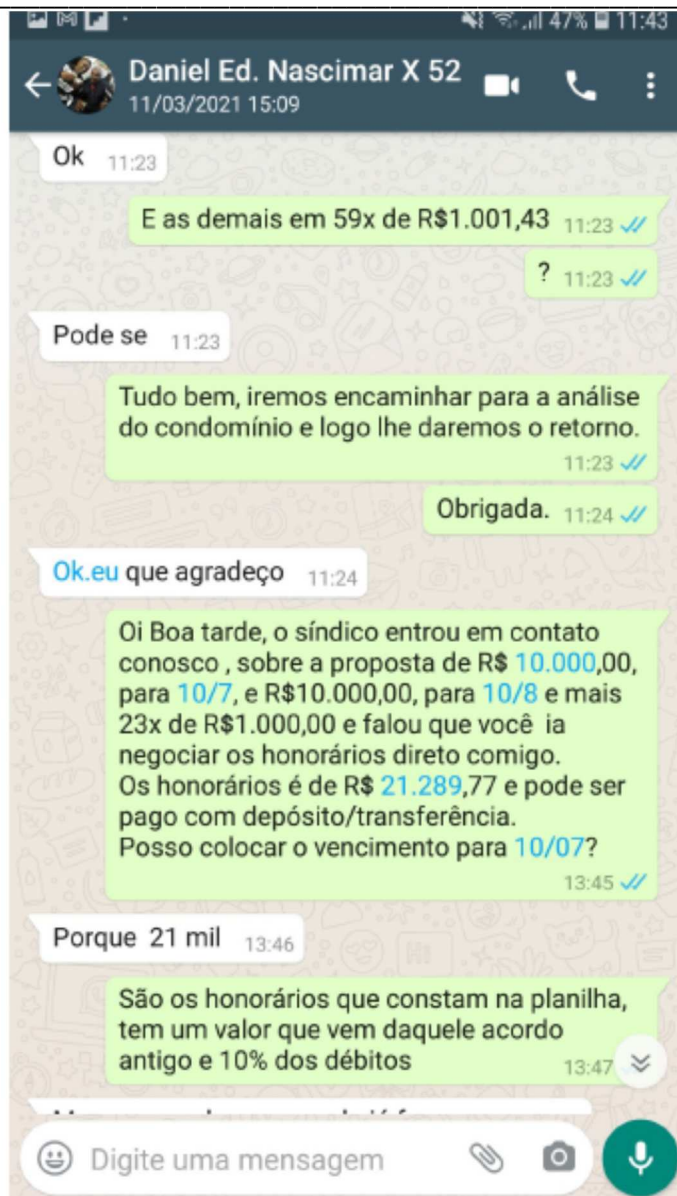 47% 11:43
Daniel Ed. Nascimar X 52
11/03/2021 15:09
Ok 11:23
E as demais em 59x de R$1.001,43 11:23
? 11:23
Pode se 11:23
Tudo bem, iremos encaminhar para a análise
do condomínio e logo lhe daremos o retorno.
11:23
Obrigada. 11:24
Ok.eu que agradeço 11:24
Oi Boa tarde, o síndico entrou em contato
conosco , sobre a proposta de R$ 10.000,00,
para 10/7, e R$10.000,00, para 10/8 e mais
23x de R$1.000,00 e falou que você ia
negociar os honorários direto comigo.
Os honorários é de R$ 21.289,77 e pode ser
pago com depósito/transferência.
Posso colocar o vencimento para 10/07?
13:45
Porque 21 mil 13:46
São os honorários que constam na planilha,
tem um valor que vem daquele acordo
antigo e 10% dos débitos 13:47
Digite uma mensagem